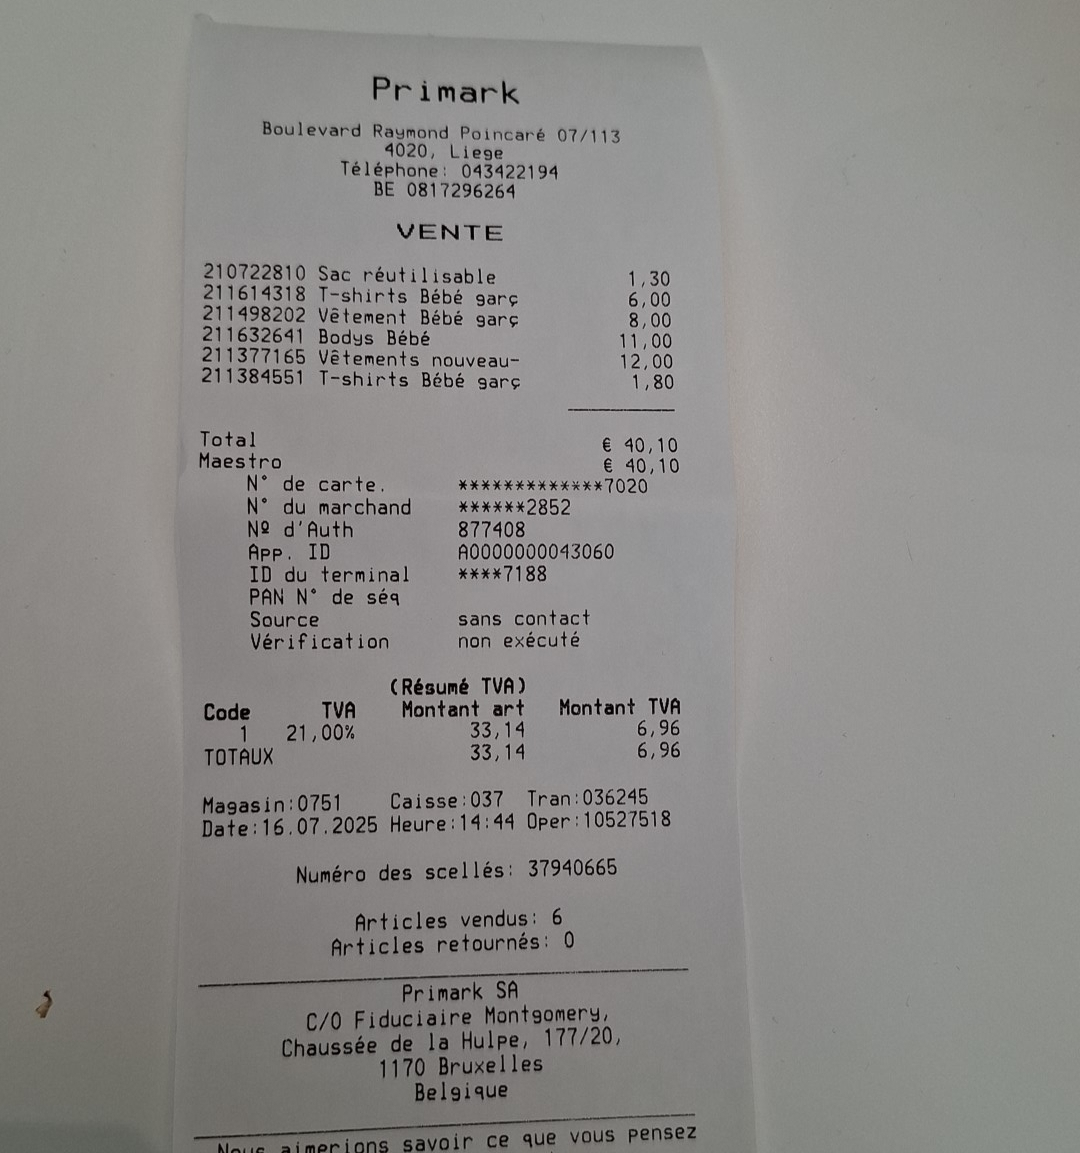 Primark
Boulevard Raymond Poincaré 07/113
4020, Liege
Téléphone: 043422194
BE 0817296264
VENTE
210722810 Sac réutilisable 1,30
211614318 T-shirts Bébé garç 6,00
211498202 Vêtement Bébé garç 8,00
211632641 Bodys Bébé 11,00
211377165 Vêtements nouveau- 12,00
211384551 T-shirts Bébé garç 1,80
Total € 40,10
Maestro € 40,10
N° de carte. *************7020
N° du marchand ******2852
Nº d'Auth 877408
App. ID A0000000043060
ID du terminal ****7188
PAN N° de séq
Source sans contact
Vérification non exécuté
(Résumé TVA)
Code TVA Montant art Montant TVA
1 21,00% 33,14 6,96
TOTAUX 33,14 6,96
Magasin:0751 Caisse:037 Tran:036245
Date:16.07.2025 Heure:14:44 Oper:10527518
Numéro des scellés: 37940665
Articles vendus: 6
Articles retournés: 0
Primark SA
C/O Fiduciaire Montgomery,
Chaussée de la Hulpe, 177/20,
1170 Bruxelles
Belgique
Nous aimerions savoir ce que vous pensez